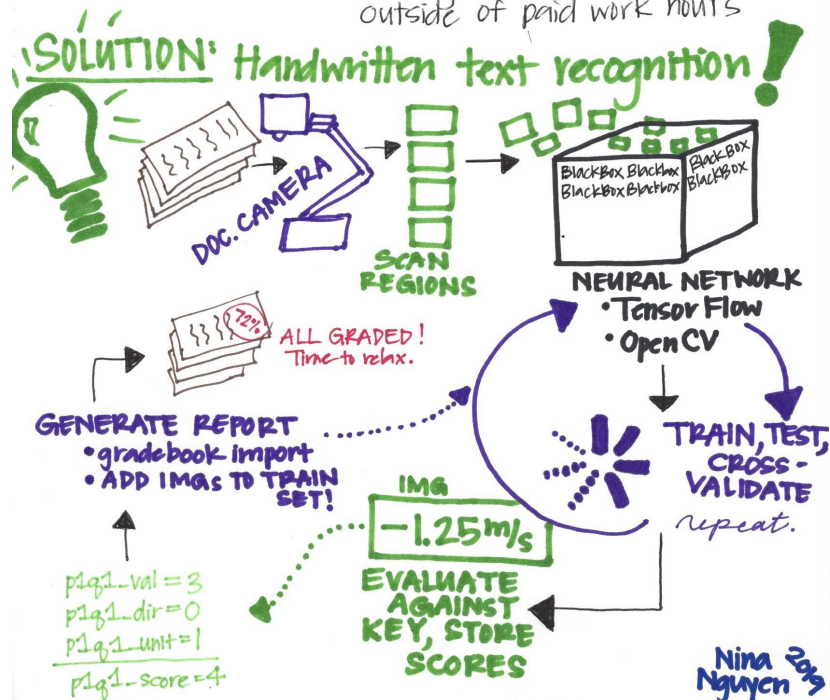 outside of paid work hours
SOLUTION: Handwritten text recognition!
DOC. CAMERA
SCAN
REGIONS
BlackBox, Blackbox
BlackBox Blackbox
BlackBox
BlackBox
NEURAL NETWORK
• Tensor Flow
• Open CV
TRAIN, TEST,
CROSS-
VALIDATE
repeat.
IMG
-1.25 m/s
EVALUATE
AGAINST
KEY, STORE
SCORES
p1q1_val = 3
p1q1_dir = 0
p1q1_unit = 1
p1q1_score = 4
GENERATE REPORT
• gradebook import
• ADD IMGs TO TRAIN
SET!
72%
ALL GRADED!
Time to relax.
Nina
Nguyen
2019